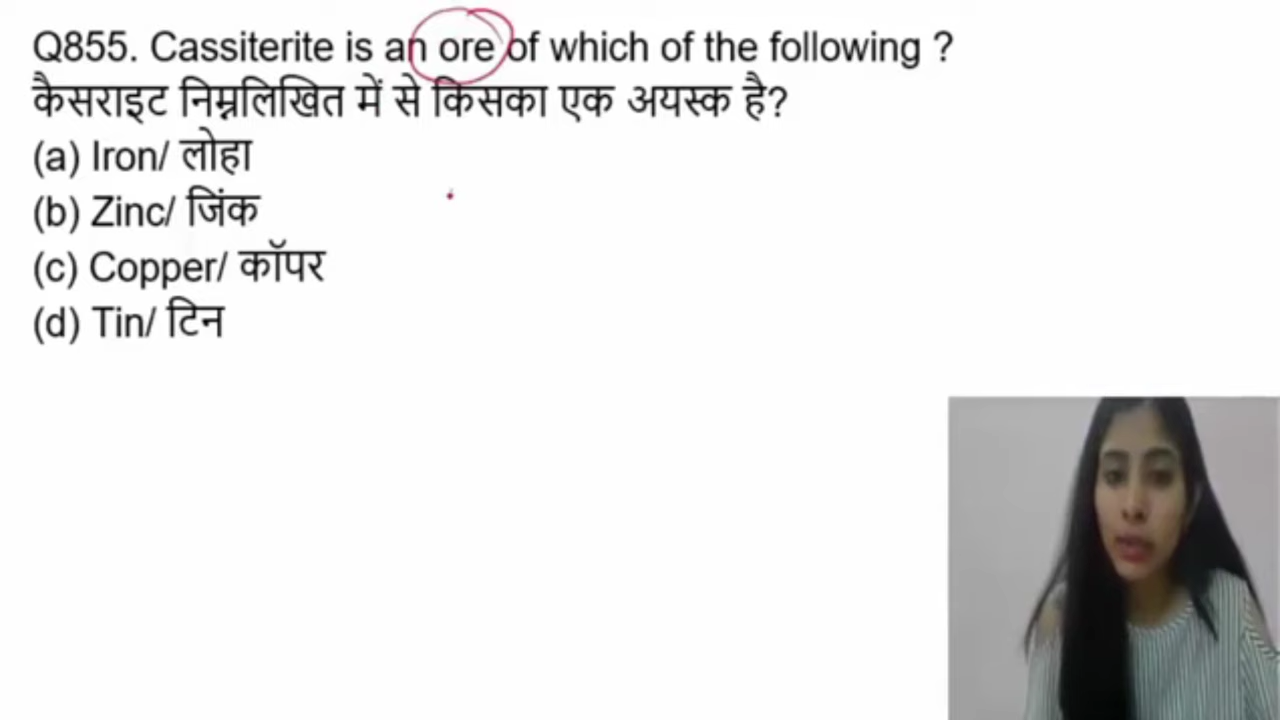 Q855. Cassiterite is an ore of which of the following ?
कैसराइट निम्नलिखित में से किसका एक अयस्क है?
(a) Iron/ लोहा
(b) Zinc/ जिंक
(c) Copper/ कॉपर
(d) Tin/ टिन